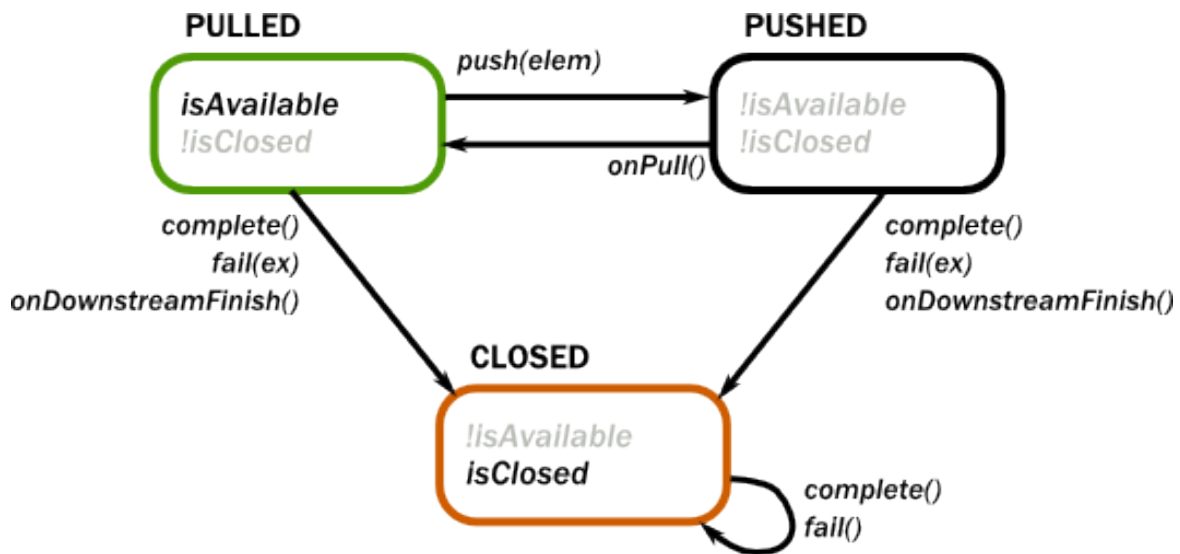 PULLED
PUSHED
push(elem)
isAvailable
!isClosed
!isAvailable
!isClosed
onPull()
complete()
fail(ex)
onDownstreamFinish()
complete()
fail(ex)
onDownstreamFinish()
CLOSED
!isAvailable
isClosed
complete()
fail()